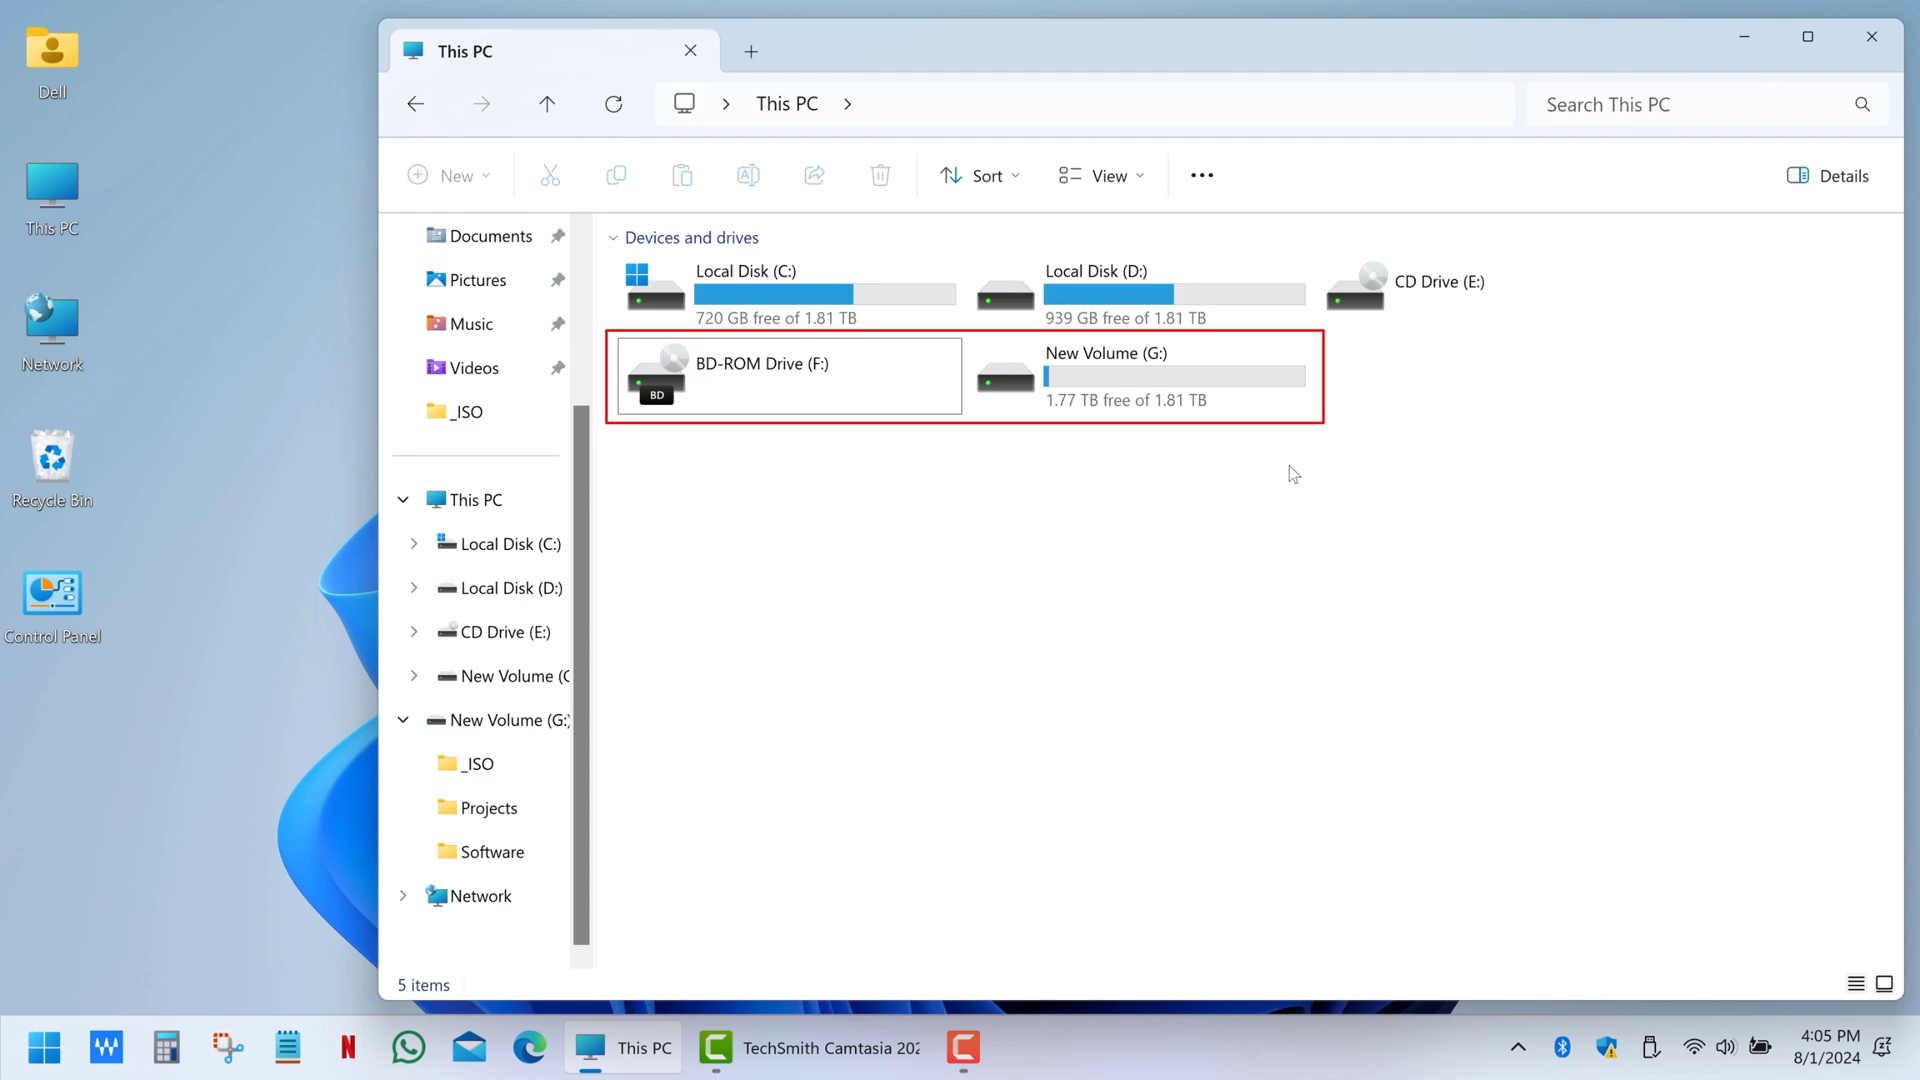 Dell
This PC
Network
Recycle Bin
Control Panel
This PC
This PC
Search This PC
New
Sort
View
Details
Documents
Pictures
Music
Videos
_ISO
This PC
Local Disk (C:)
Local Disk (D:)
CD Drive (E:)
New Volume (G
New Volume (G:)
_ISO
Projects
Software
Network
Devices and drives
Local Disk (C:)
720 GB free of 1.81 TB
Local Disk (D:)
939 GB free of 1.81 TB
CD Drive (E:)
BD-ROM Drive (F:)
BD
New Volume (G:)
1.77 TB free of 1.81 TB
5 items
This PC
TechSmith Camtasia 202
4:05 PM
8/1/2024